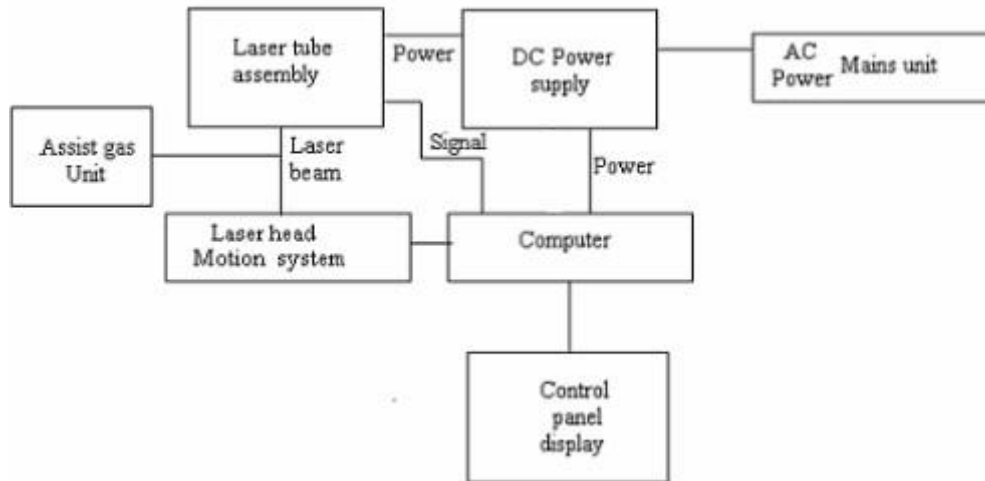 Laser tube
assembly
Power
DC Power
supply
AC
Power Mains unit
Assist gas
Unit
Laser
beam
Signal
Power
Laser head
Motion system
Computer
Control
panel
display